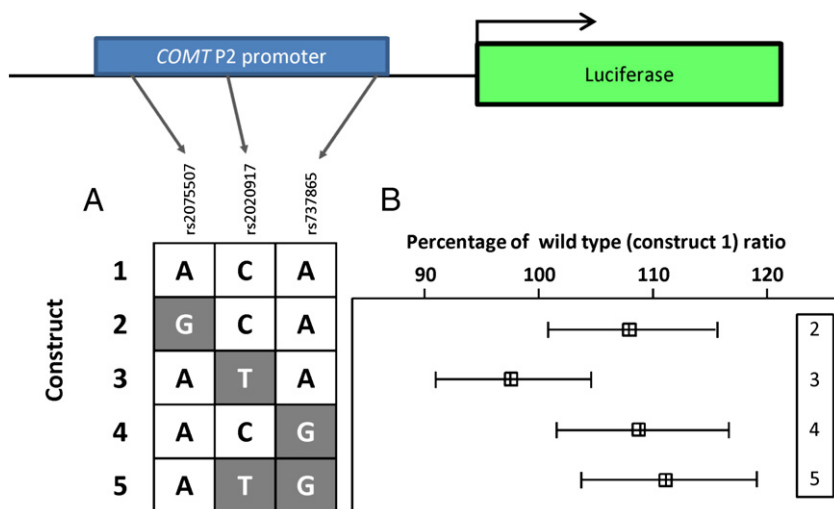 COMT P2 promoter
Luciferase
A
rs2075507
rs2020917
rs737865
B
Percentage of wild type (construct 1) ratio
90 100 110 120
Construct
1 A C A
2 G C A
3 A T A
4 A C G
5 A T G
2
3
4
5